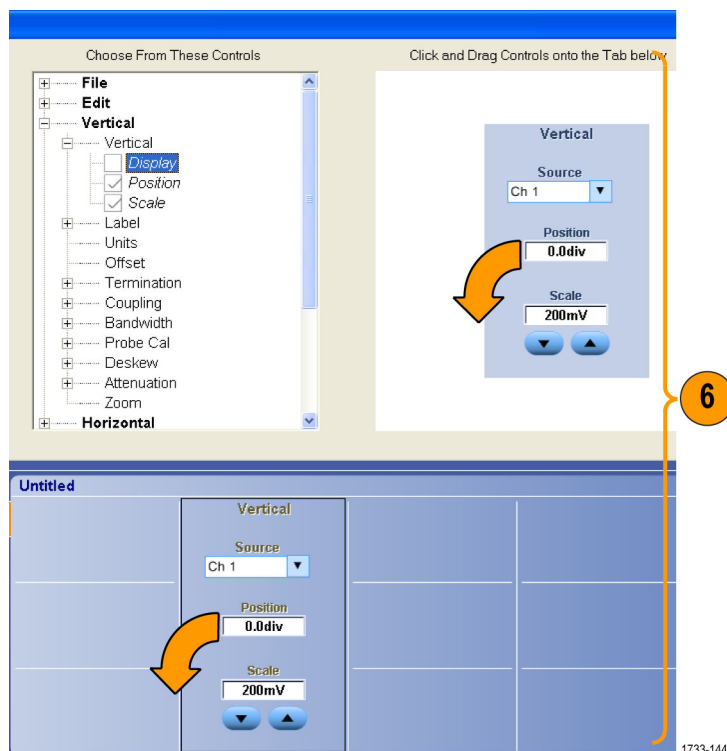 Choose From These Controls
Click and Drag Controls onto the Tab below
File
Edit
Vertical
Vertical
Display
Position
Scale
Label
Units
Offset
Termination
Coupling
Bandwidth
Probe Cal
Deskew
Attenuation
Zoom
Horizontal
Vertical
Source
Ch 1
Position
0.0div
Scale
200mV
6
Untitled
Vertical
Source
Ch 1
Position
0.0div
Scale
200mV
1733-144